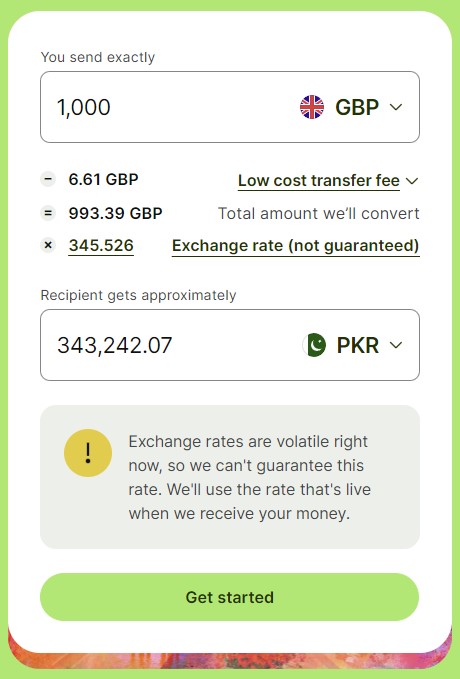 You send exactly
1,000 GBP
− 6.61 GBP Low cost transfer fee
= 993.39 GBP Total amount we’ll convert
× 345.526 Exchange rate (not guaranteed)
Recipient gets approximately
343,242.07 PKR
! Exchange rates are volatile right
now, so we can't guarantee this
rate. We'll use the rate that's live
when we receive your money.
Get started